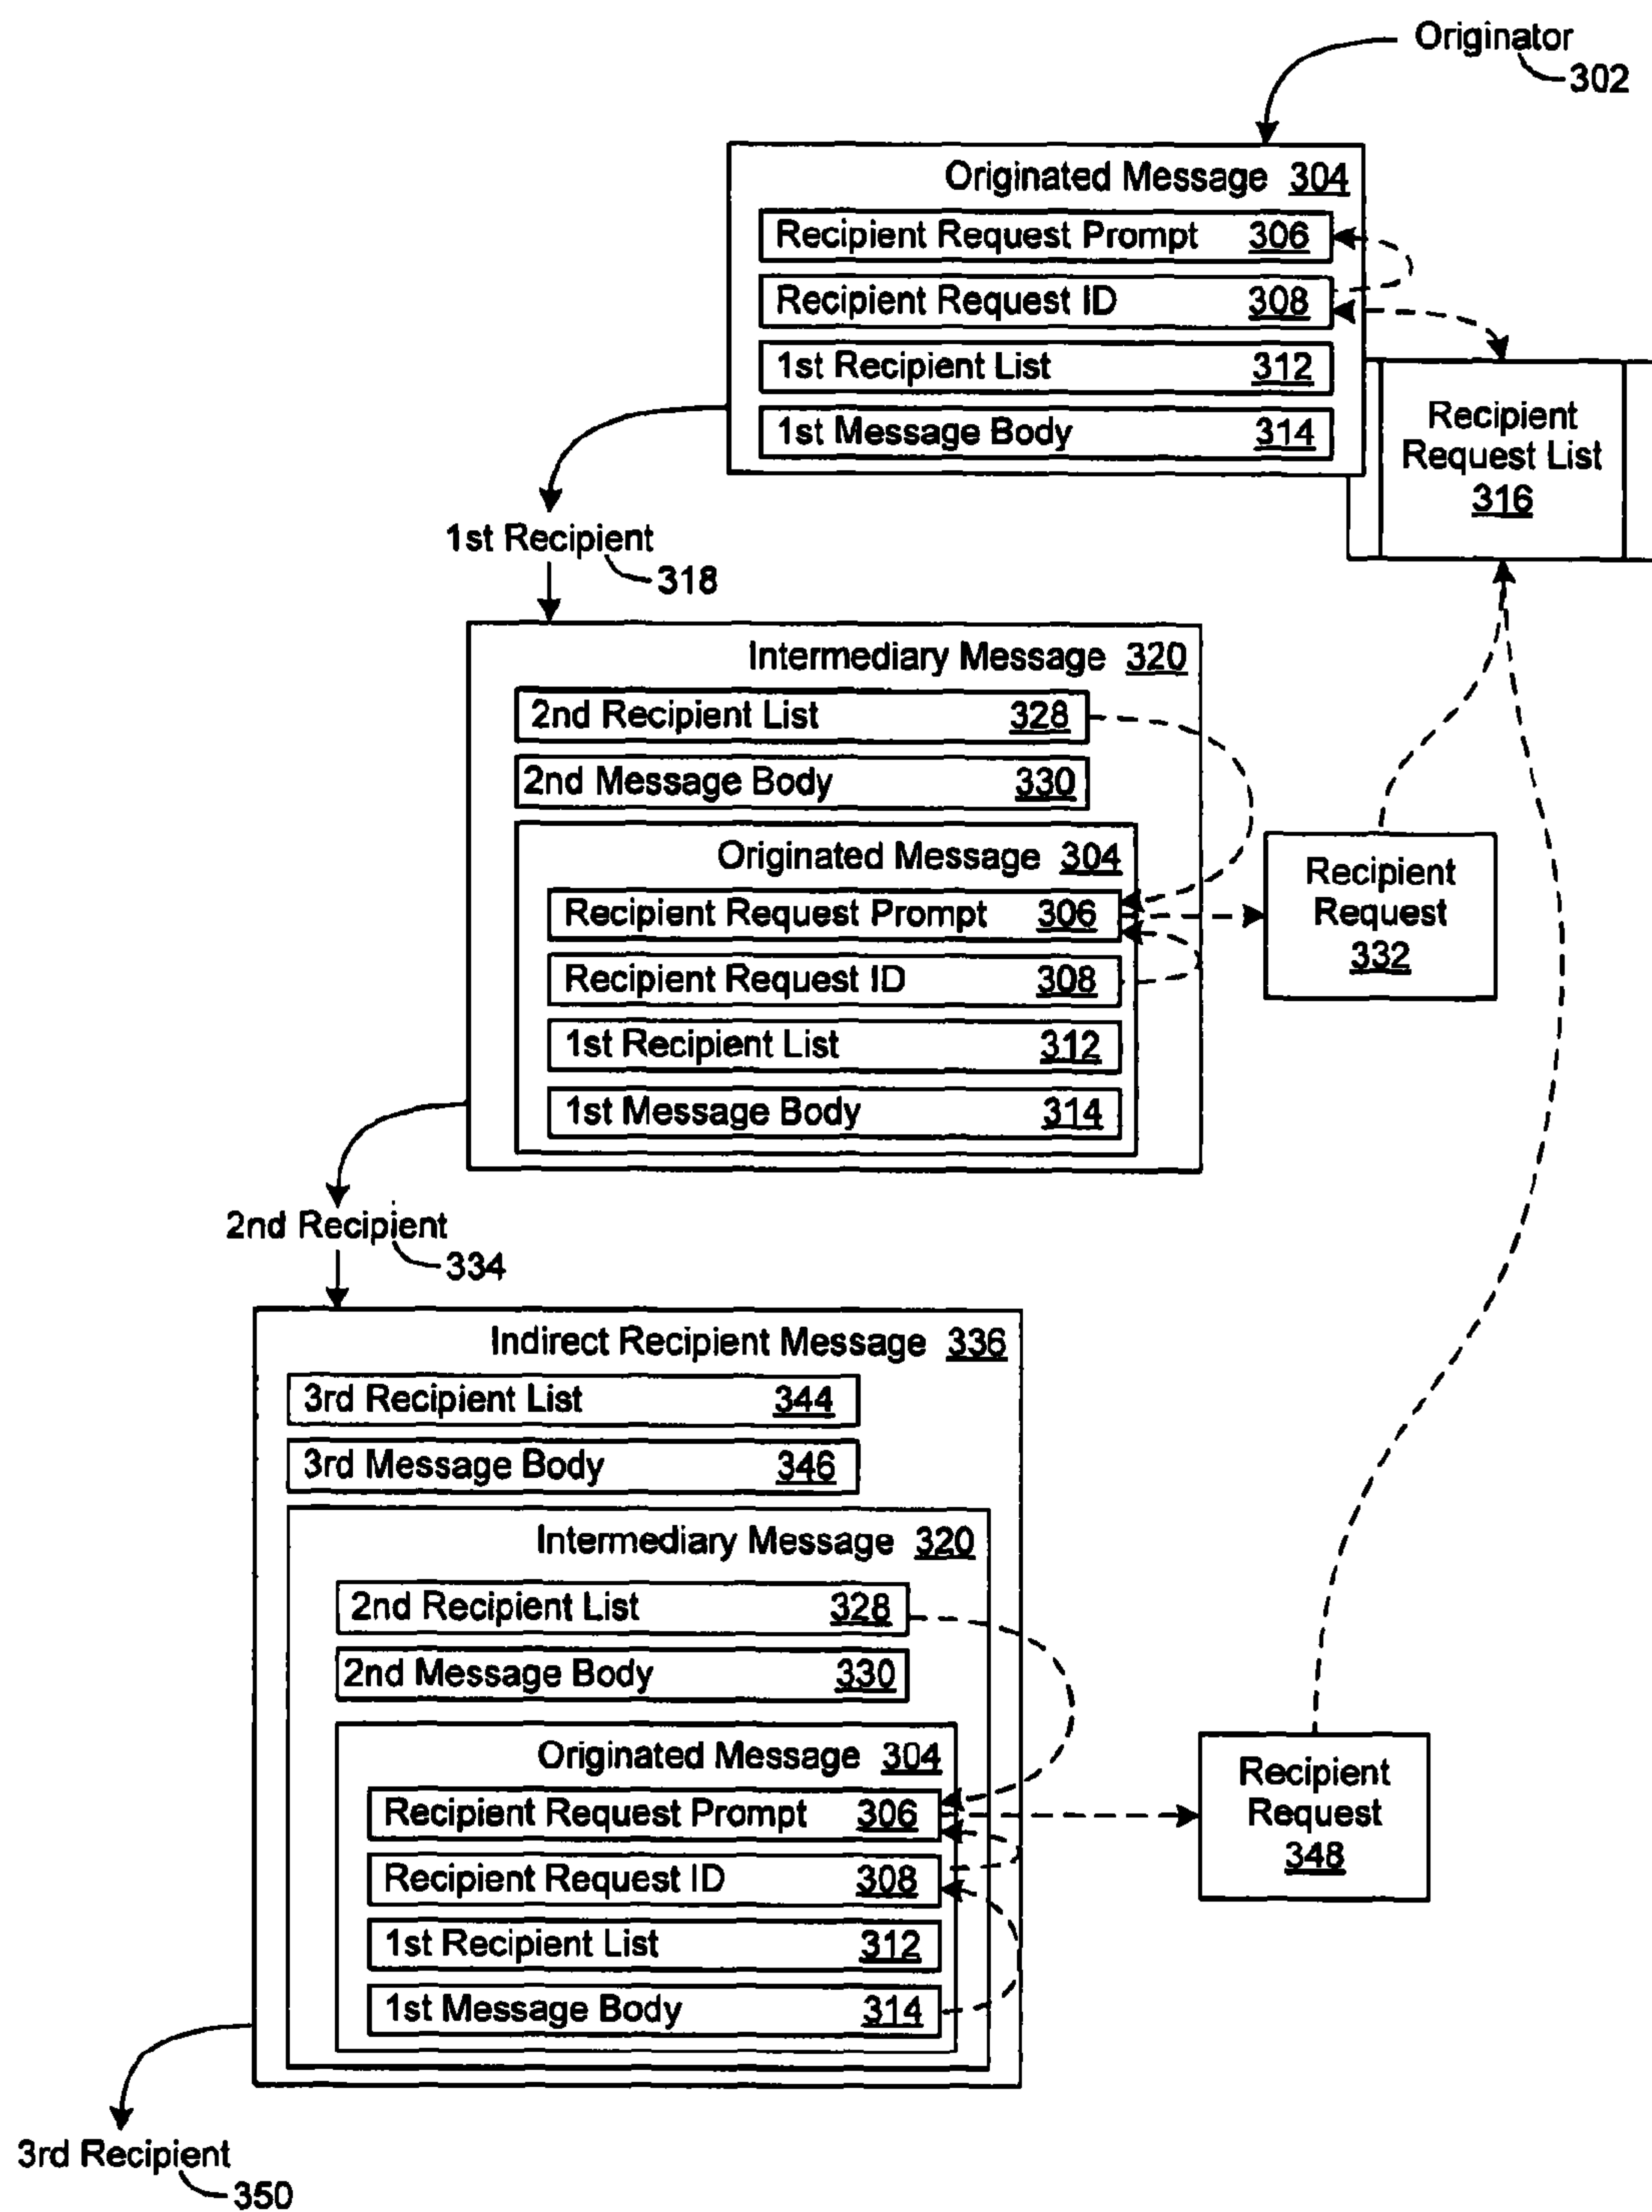 Originator
302
Originated Message 304
Recipient Request Prompt 306
Recipient Request ID 308
1st Recipient List 312
1st Message Body 314
Recipient
Request List
316
1st Recipient
318
Intermediary Message 320
2nd Recipient List 328
2nd Message Body 330
Originated Message 304
Recipient Request Prompt 306
Recipient Request ID 308
1st Recipient List 312
1st Message Body 314
Recipient
Request
332
2nd Recipient
334
Indirect Recipient Message 336
3rd Recipient List 344
3rd Message Body 346
Intermediary Message 320
2nd Recipient List 328
2nd Message Body 330
Originated Message 304
Recipient Request Prompt 306
Recipient Request ID 308
1st Recipient List 312
1st Message Body 314
Recipient
Request
348
3rd Recipient
350